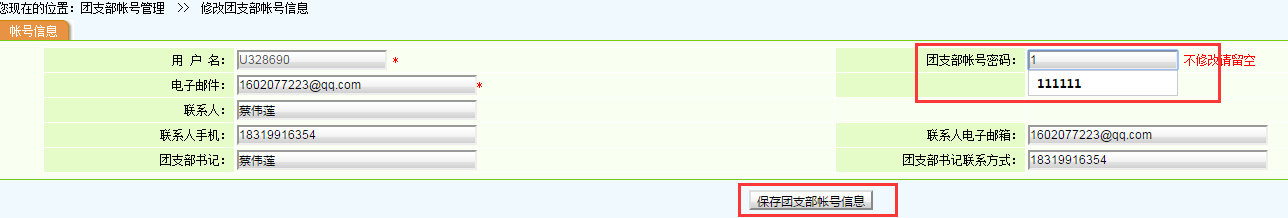 您现在的位置：团支部帐号管理 >> 修改团支部帐号信息
帐号信息
用 户 名： U328690 * 团支部帐号密码： 1 不修改请留空
电子邮件： 1602077223@qq.com * 111111
联系人： 蔡伟莲
联系人手机： 18319916354 联系人电子邮箱： 1602077223@qq.com
团支部书记： 蔡伟莲 团支部书记联系方式： 18319916354
保存团支部帐号信息